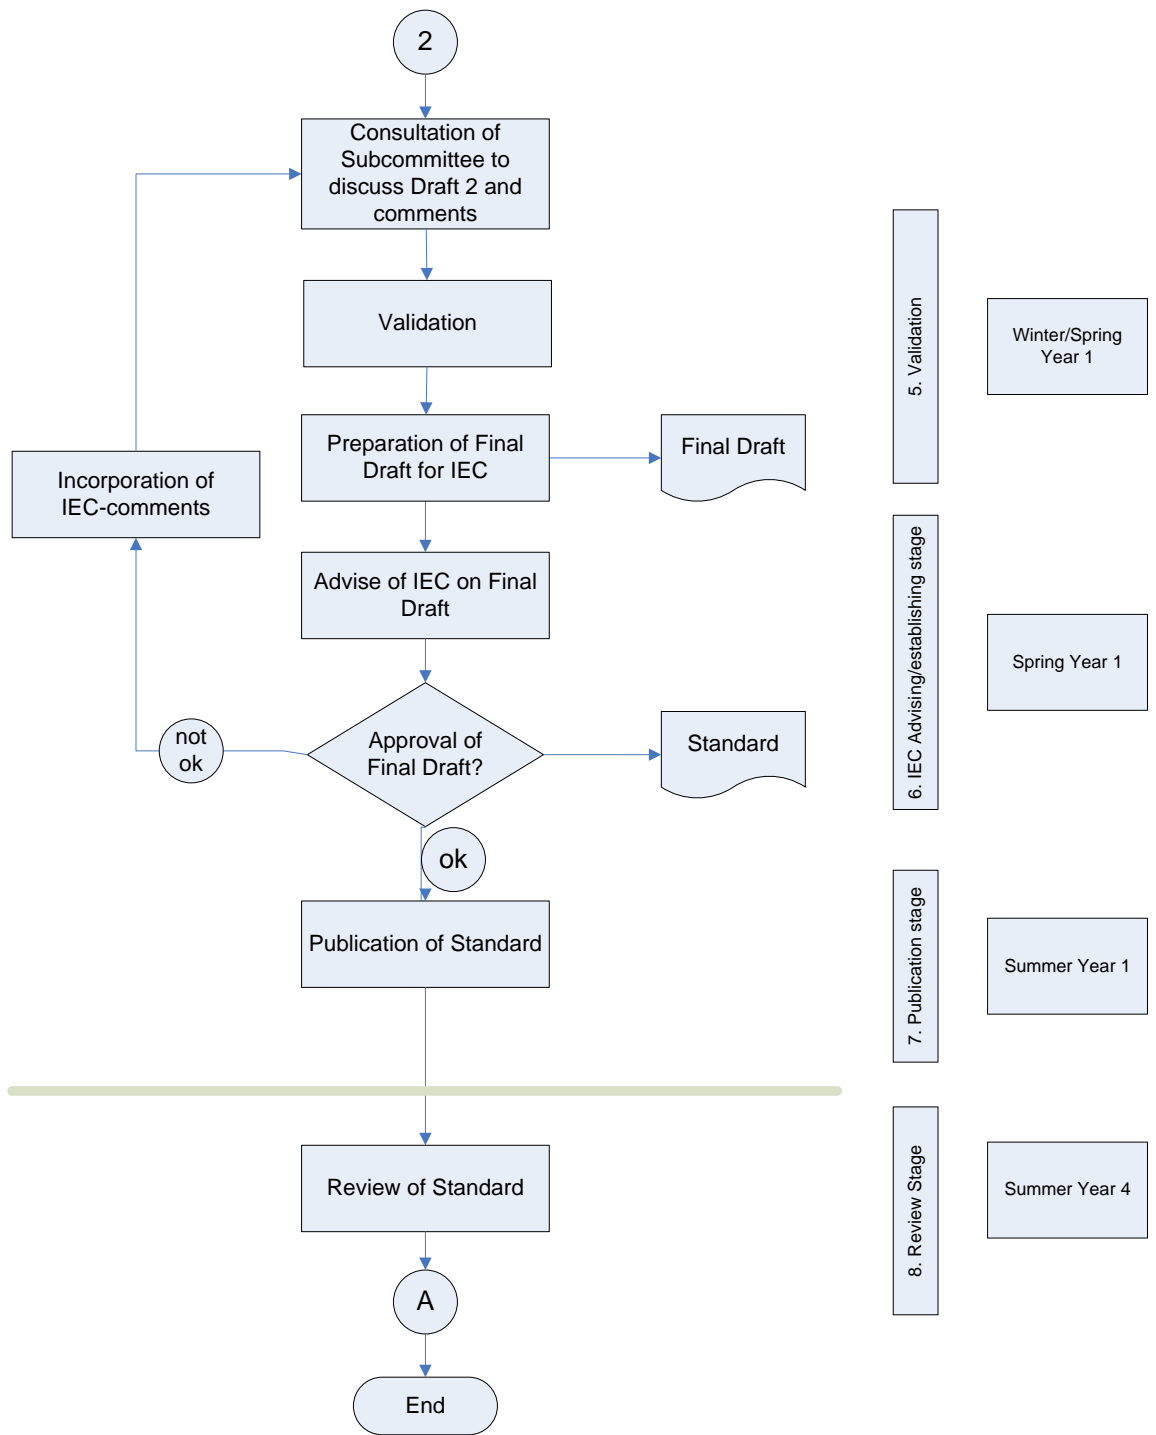 2
Consultation of
Subcommittee to
discuss Draft 2 and
comments
Validation
5. Validation
Winter/Spring
Year 1
Preparation of Final
Draft for IEC
Final Draft
Incorporation of
IEC-comments
Advise of IEC on Final
Draft
6. IEC Advising/establishing stage
Spring Year 1
not
ok
Approval of
Final Draft?
Standard
ok
Publication of Standard
7. Publication stage
Summer Year 1
Review of Standard
8. Review Stage
Summer Year 4
A
End